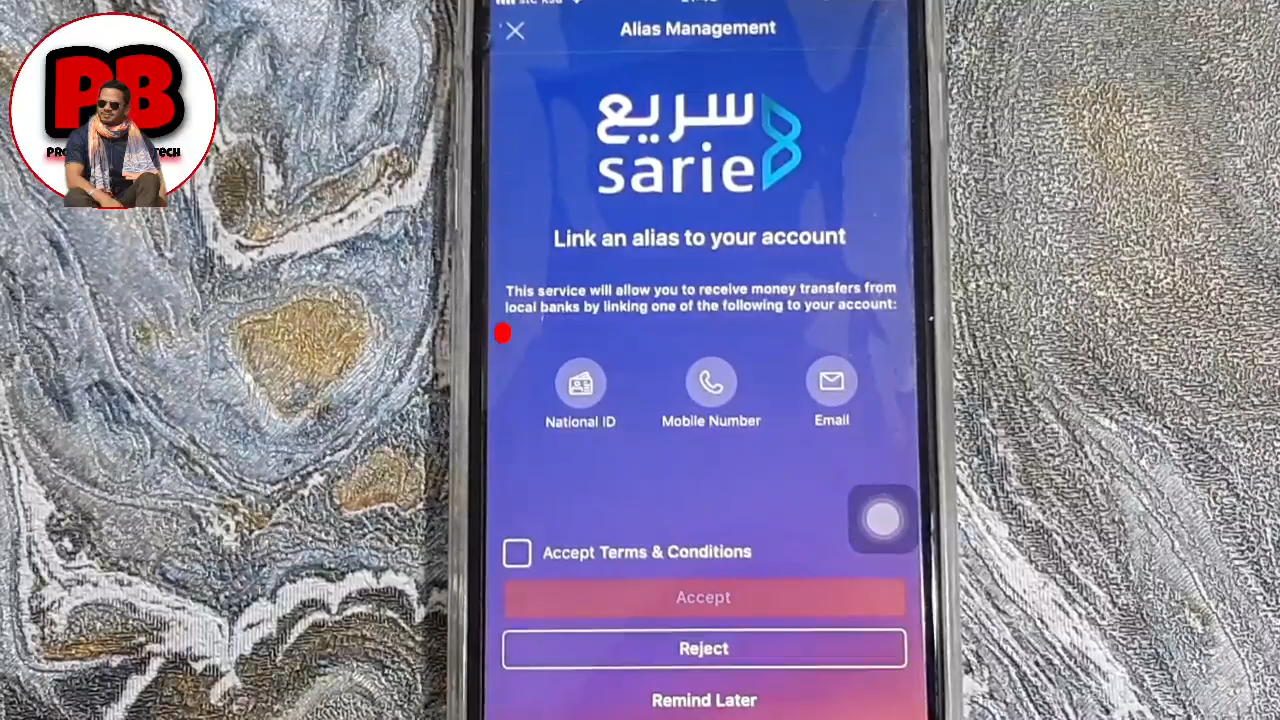 Alias Management
PB
سريع
sarie
Link an alias to your account
This service will allow you to receive money transfers from
local banks by linking one of the following to your account:
National ID
Mobile Number
Email
Accept Terms & Conditions
Accept
Reject
Remind Later